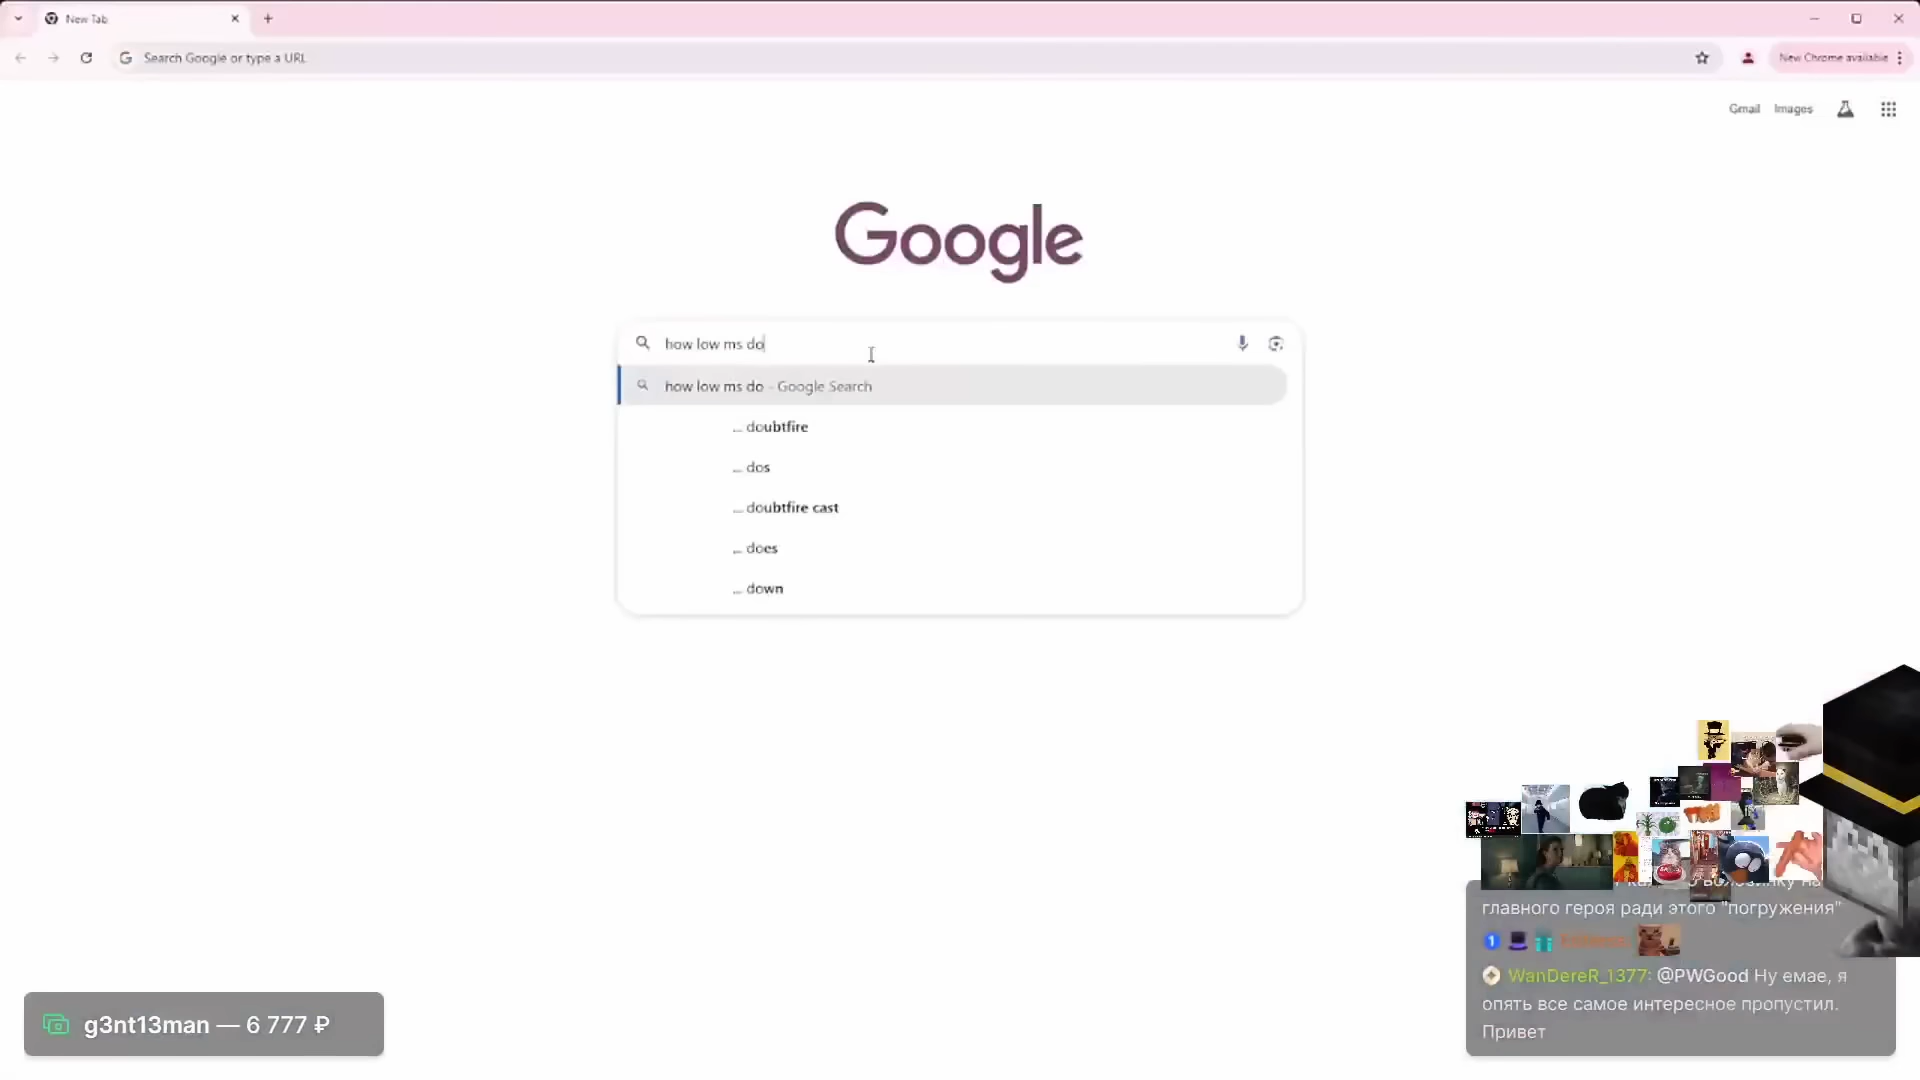 New Tab
Search Google or type a URL
New Chrome available
Gmail Images
Google
how low ms do
how low ms do - Google Search
... doubtfire
... dos
... doubtfire cast
... does
... down
главного героя ради этого "погружения"
WanDereR_1377: @PWGood Ну емае, я
опять все самое интересное пропустил.
Привет
g3nt13man — 6 777 ₽